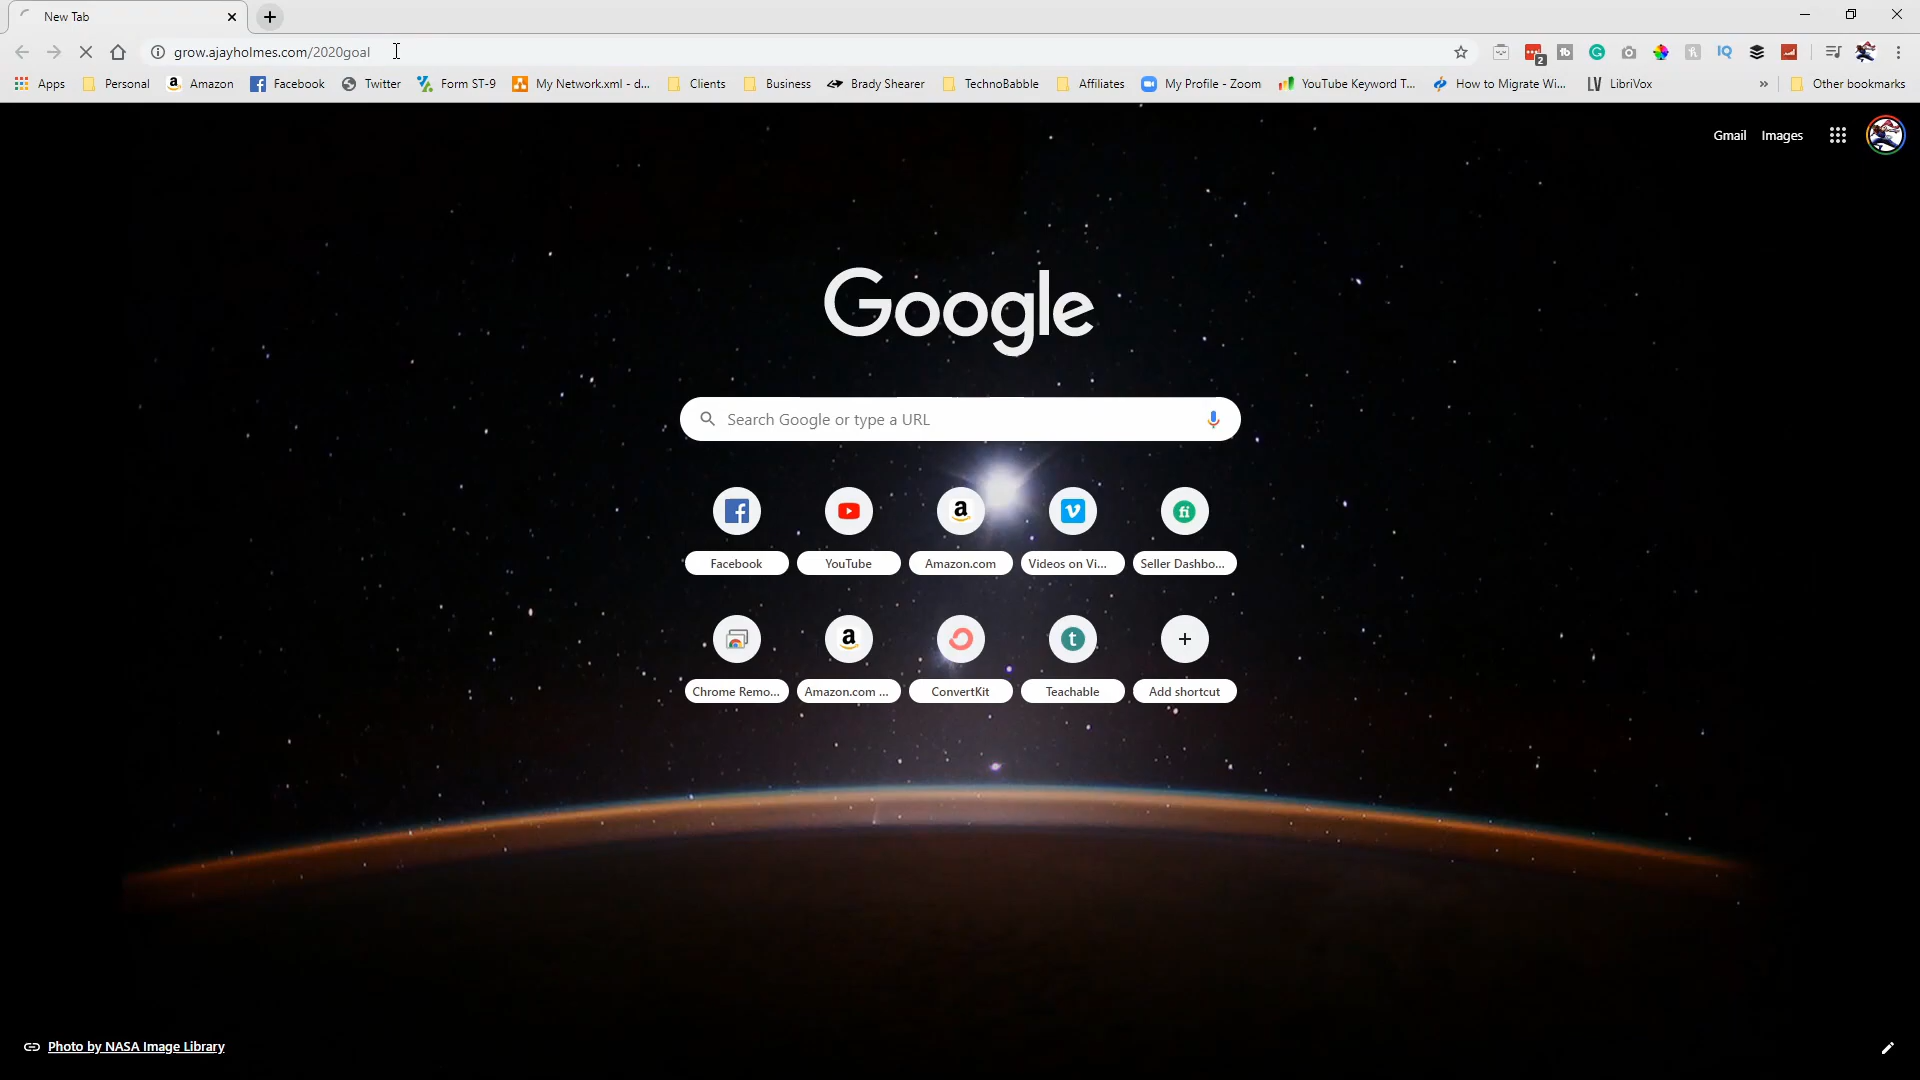 New Tab
grow.ajayholmes.com/2020goal
2
Apps Personal Amazon Facebook Twitter Form ST-9 My Network.xml - d... Clients Business Brady Shearer TechnoBabble Affiliates My Profile - Zoom YouTube Keyword T... How to Migrate Wi... LibriVox » Other bookmarks
Gmail Images
Google
Search Google or type a URL
Facebook YouTube Amazon.com Videos on Vi... Seller Dashbo...
Chrome Remo... Amazon.com ... ConvertKit Teachable Add shortcut
Photo by NASA Image Library